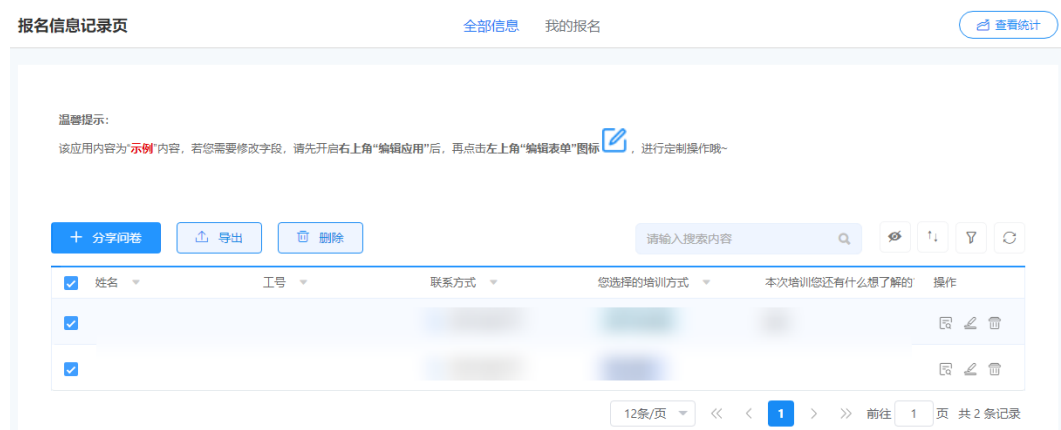 报名信息记录页 全部信息 我的报名 查看统计
温馨提示：
该应用内容为“示例”内容，若您需要修改字段，请先开启右上角“编辑应用”后，再点击左上角“编辑表单”图标 ，进行定制操作哦~
+ 分享问卷 导出 删除 请输入搜索内容
姓名 工号 联系方式 您选择的培训方式 本次培训您还有什么想了解的 操作
12条/页 1 前往 1 页 共 2 条记录